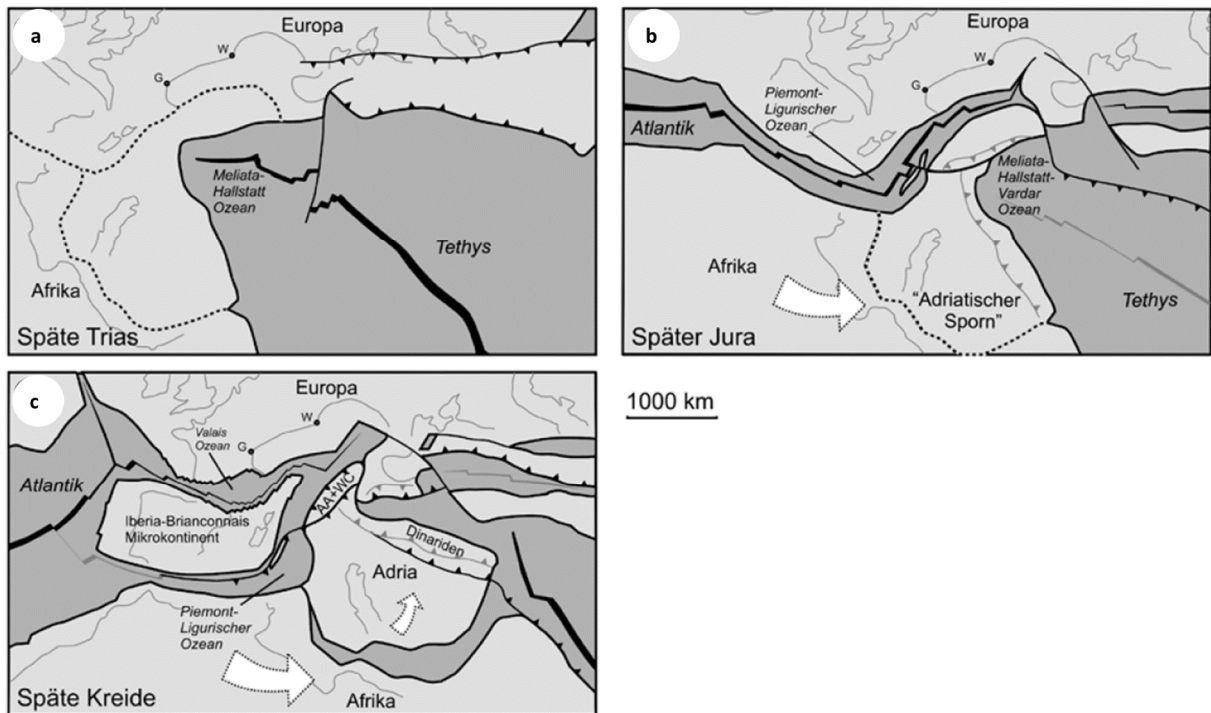 a
Europa
W
G
Meliata-
Hallstatt
Ozean
Tethys
Afrika
Späte Trias
b
Europa
W
G
Piemont-
Ligurischer
Ozean
Atlantik
Meliata-
Hallstatt-
Vardar
Ozean
Afrika
"Adriatischer
Sporn"
Tethys
Später Jura
c
Europa
W
Valais
Ozean
G
Atlantik
AA+WC
Iberia-Brianconnais
Mikrokontinent
Dinariden
Adria
Piemont-
Ligurischer
Ozean
Afrika
Späte Kreide
1000 km